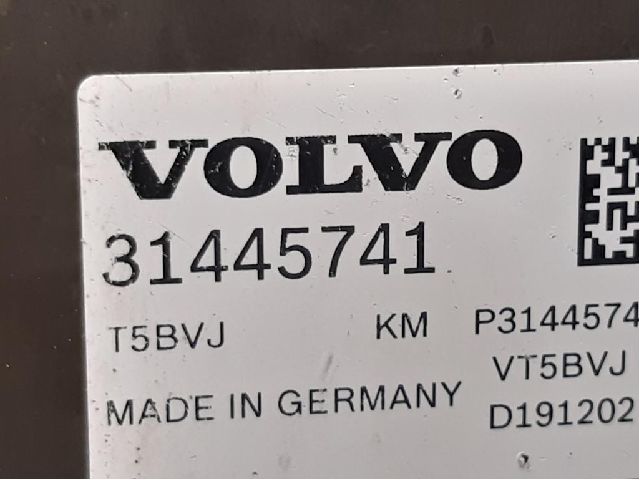 VOLVO
31445741
T5BVJ KM P3144574
VT5BVJ
MADE IN GERMANY D191202